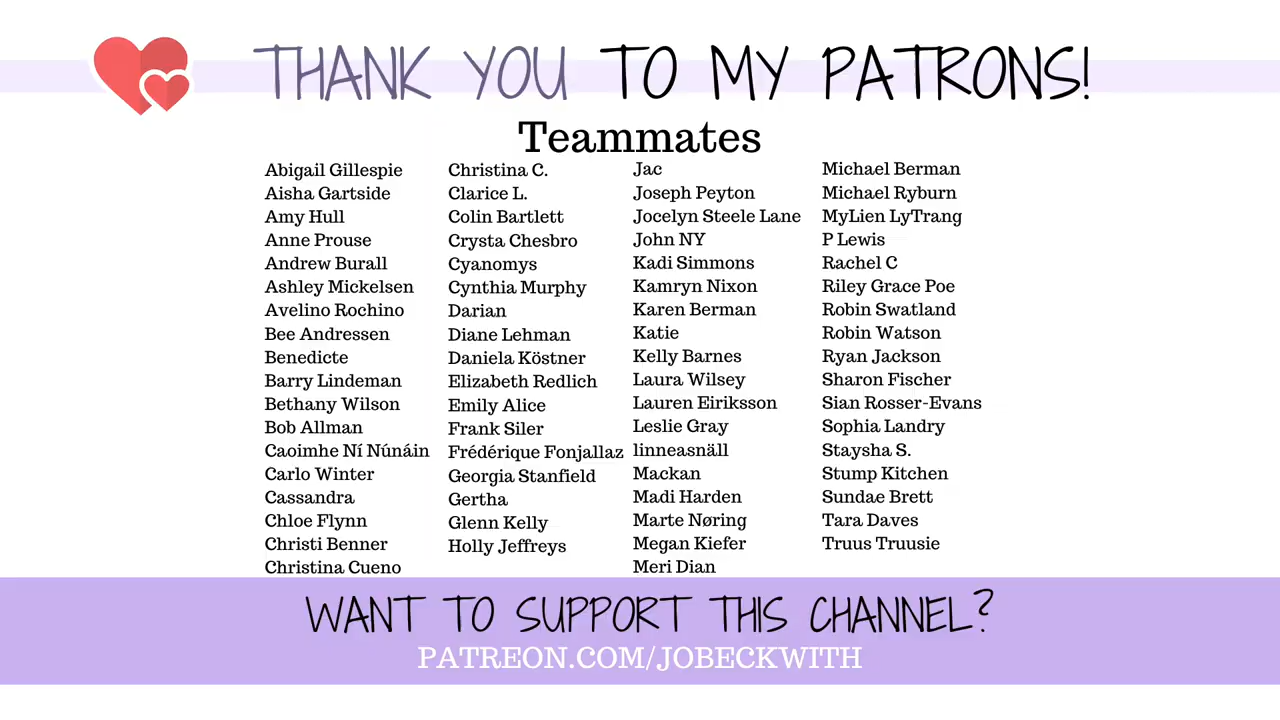 THANK YOU TO MY PATRONS!
Teammates
Abigail Gillespie
Aisha Gartside
Amy Hull
Anne Prouse
Andrew Burall
Ashley Mickelsen
Avelino Rochino
Bee Andressen
Benedicte
Barry Lindeman
Bethany Wilson
Bob Allman
Caoimhe Ní Núnáin
Carlo Winter
Cassandra
Chloe Flynn
Christi Benner
Christina Cueno
Christina C.
Clarice L.
Colin Bartlett
Crysta Chesbro
Cyanomys
Cynthia Murphy
Darian
Diane Lehman
Daniela Köstner
Elizabeth Redlich
Emily Alice
Frank Siler
Frédérique Fonjallaz
Georgia Stanfield
Gertha
Glenn Kelly
Holly Jeffreys
Jac
Joseph Peyton
Jocelyn Steele Lane
John NY
Kadi Simmons
Kamryn Nixon
Karen Berman
Katie
Kelly Barnes
Laura Wilsey
Lauren Eiriksson
Leslie Gray
linneasnäll
Mackan
Madi Harden
Marte Nøring
Megan Kiefer
Meri Dian
Michael Berman
Michael Ryburn
MyLien LyTrang
P Lewis
Rachel C
Riley Grace Poe
Robin Swatland
Robin Watson
Ryan Jackson
Sharon Fischer
Sian Rosser-Evans
Sophia Landry
Staysha S.
Stump Kitchen
Sundae Brett
Tara Daves
Truus Truusie
WANT TO SUPPORT THIS CHANNEL?
PATREON.COM/JOBECKWITH